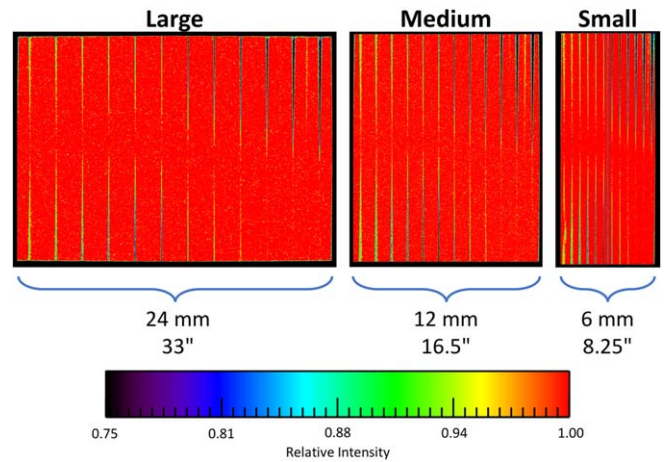 Large Medium Small
24 mm 12 mm 6 mm
33" 16.5" 8.25"
0.75 0.81 0.88 0.94 1.00
Relative Intensity